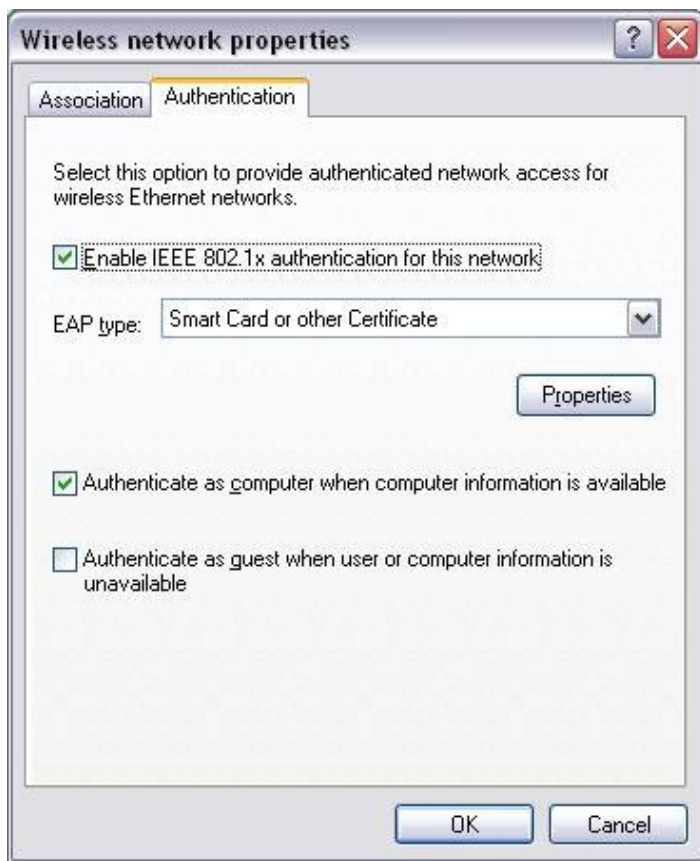 Wireless network properties
Association
Authentication
Select this option to provide authenticated network access for
wireless Ethernet networks.
Enable IEEE 802.1x authentication for this network
EAP type:
Smart Card or other Certificate
Properties
Authenticate as computer when computer information is available
Authenticate as guest when user or computer information is
unavailable
OK
Cancel